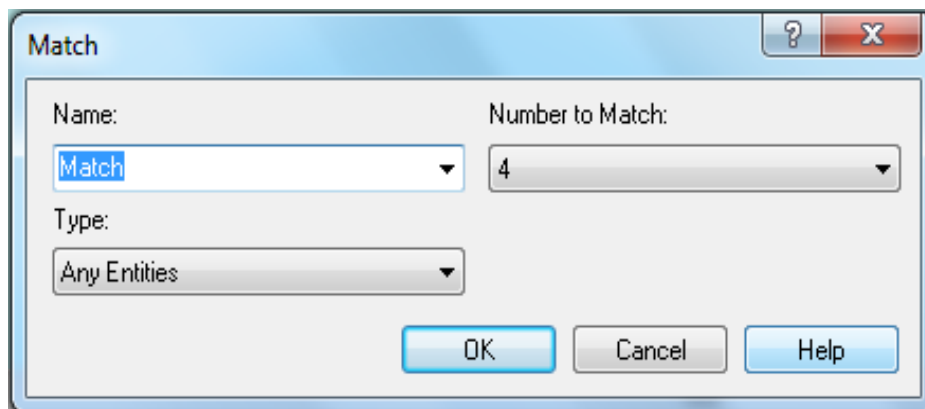 Match
Name: Number to Match:
Match 4
Type:
Any Entities
OK Cancel Help